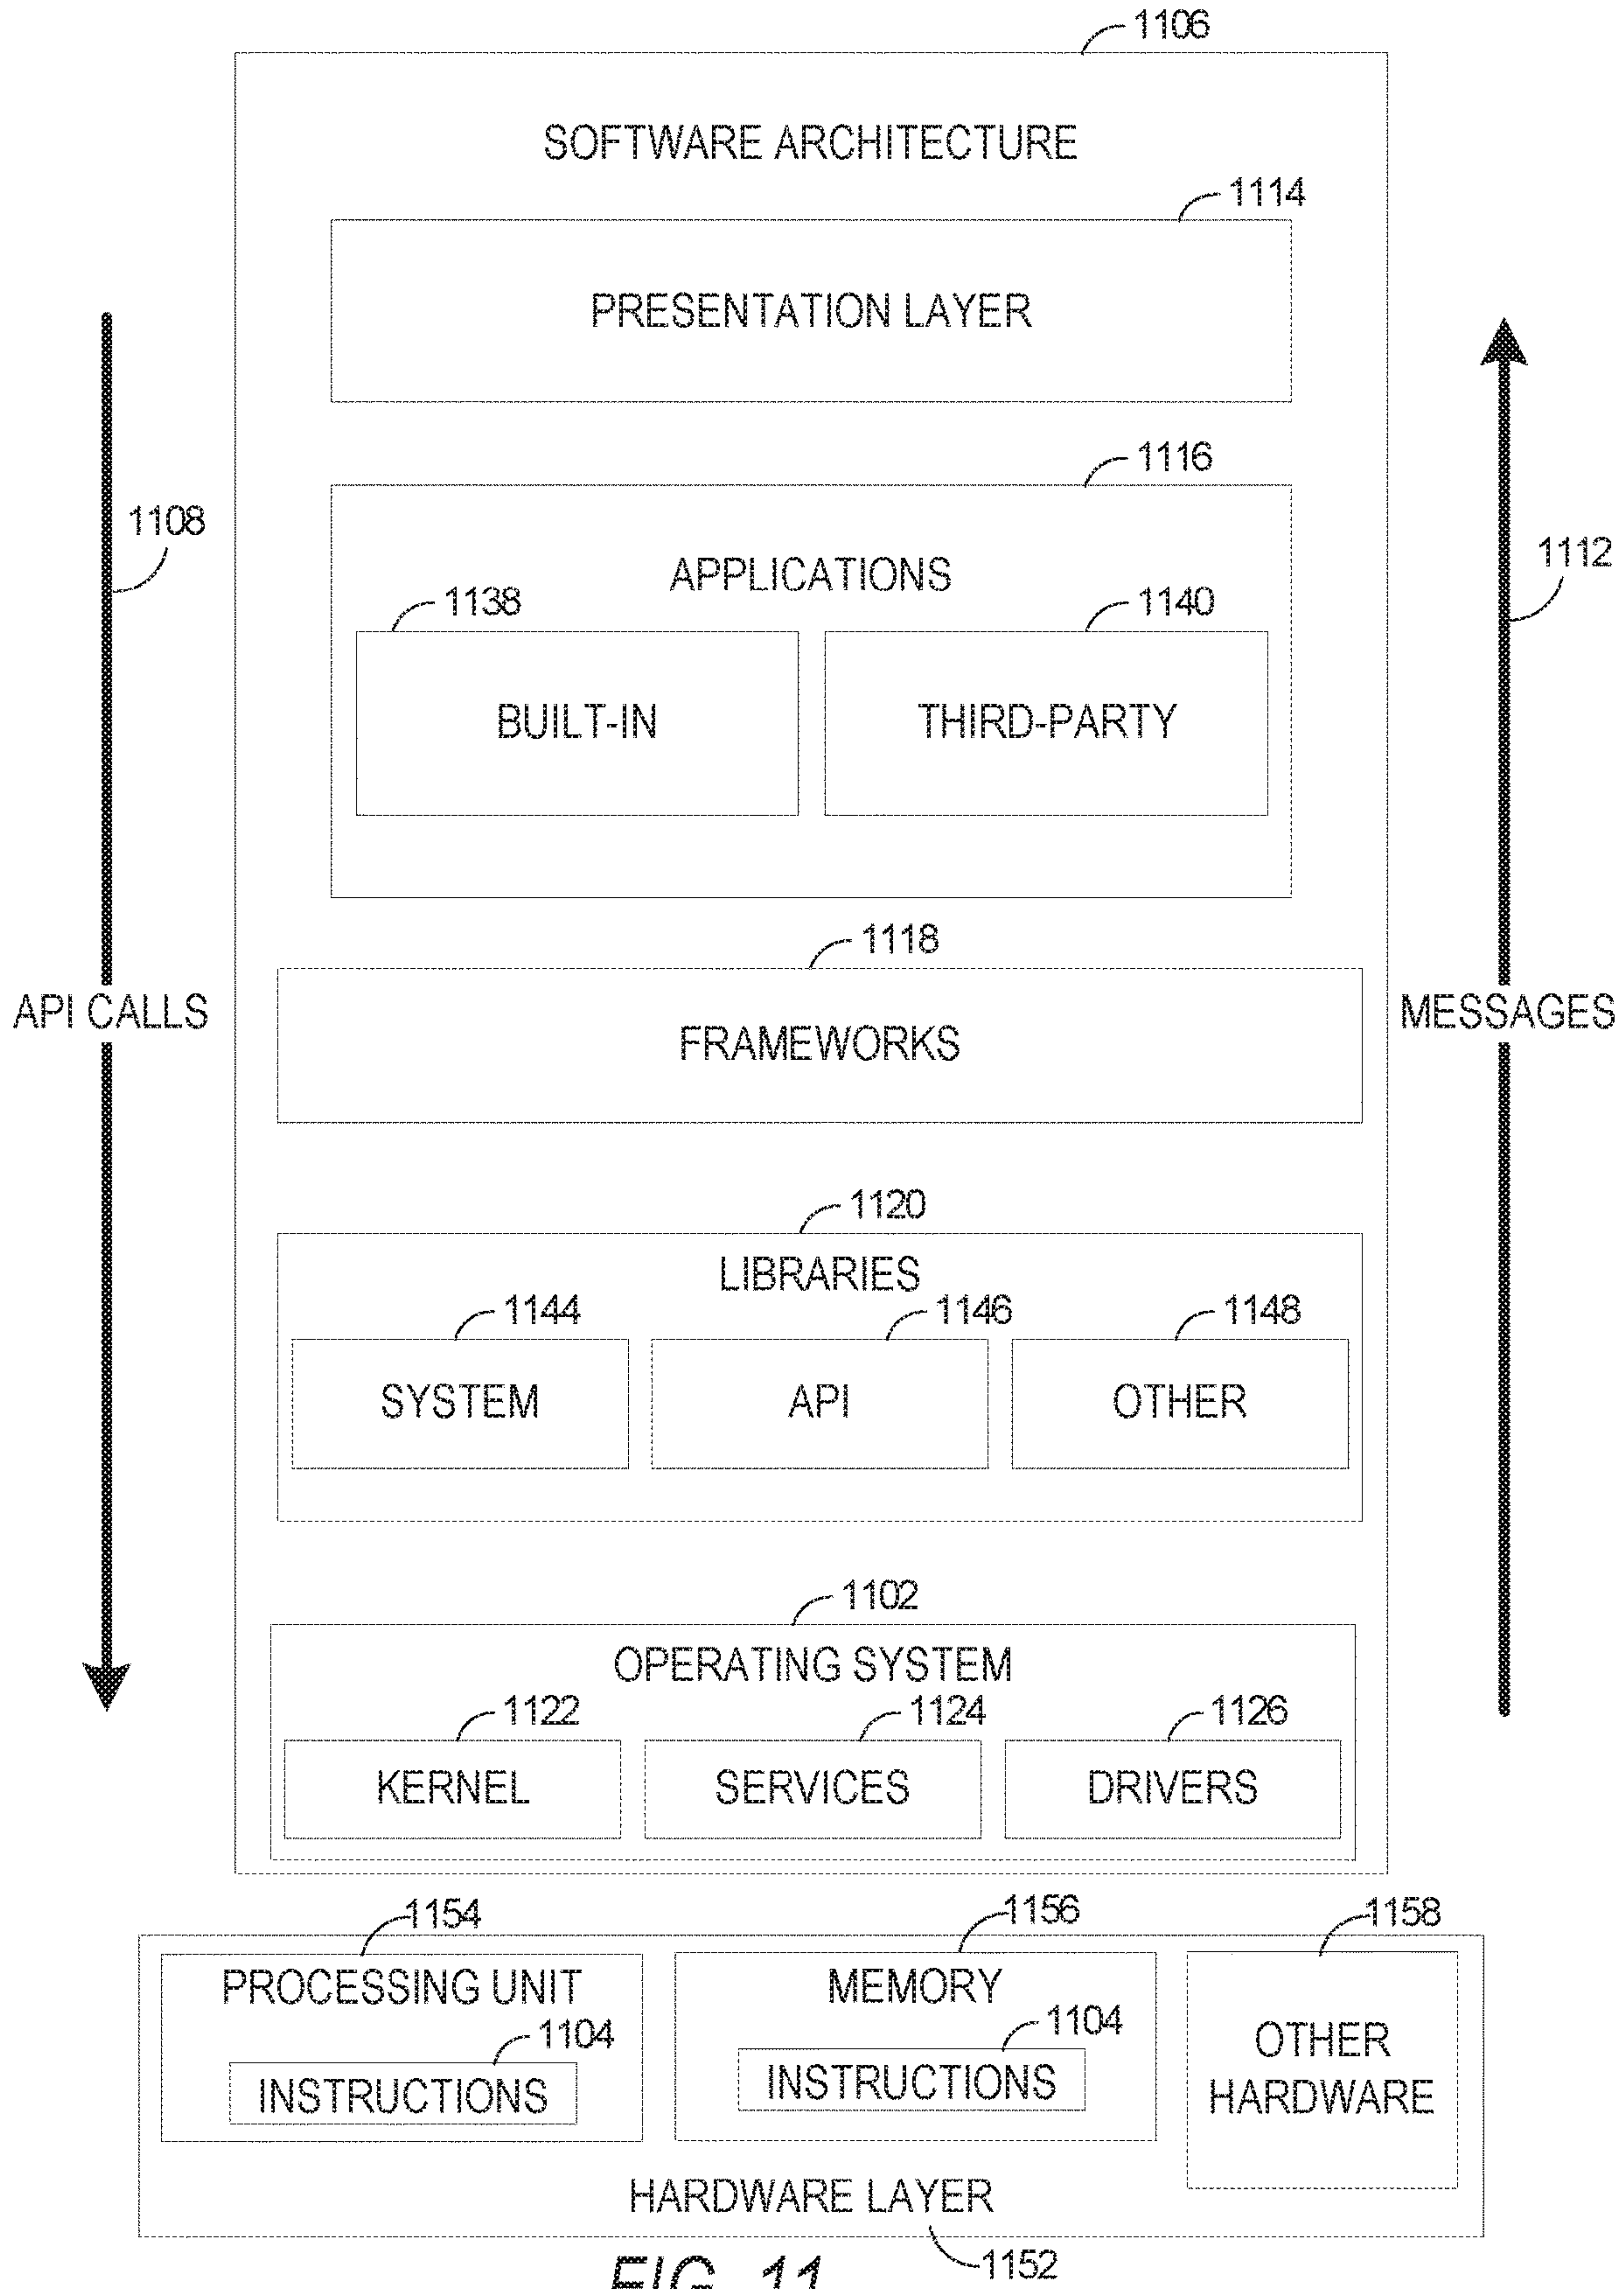 1106
SOFTWARE ARCHITECTURE
1114
PRESENTATION LAYER
1116
1108
1112
APPLICATIONS
1138
1140
BUILT-IN
THIRD-PARTY
1118
API CALLS
MESSAGES
FRAMEWORKS
1120
LIBRARIES
1144
1146
1148
SYSTEM
API
OTHER
1102
OPERATING SYSTEM
1122
1124
1126
KERNEL
SERVICES
DRIVERS
1154
1156
1158
PROCESSING UNIT
MEMORY
1104
1104
OTHER
HARDWARE
INSTRUCTIONS
INSTRUCTIONS
HARDWARE LAYER
1152
FIG. 11